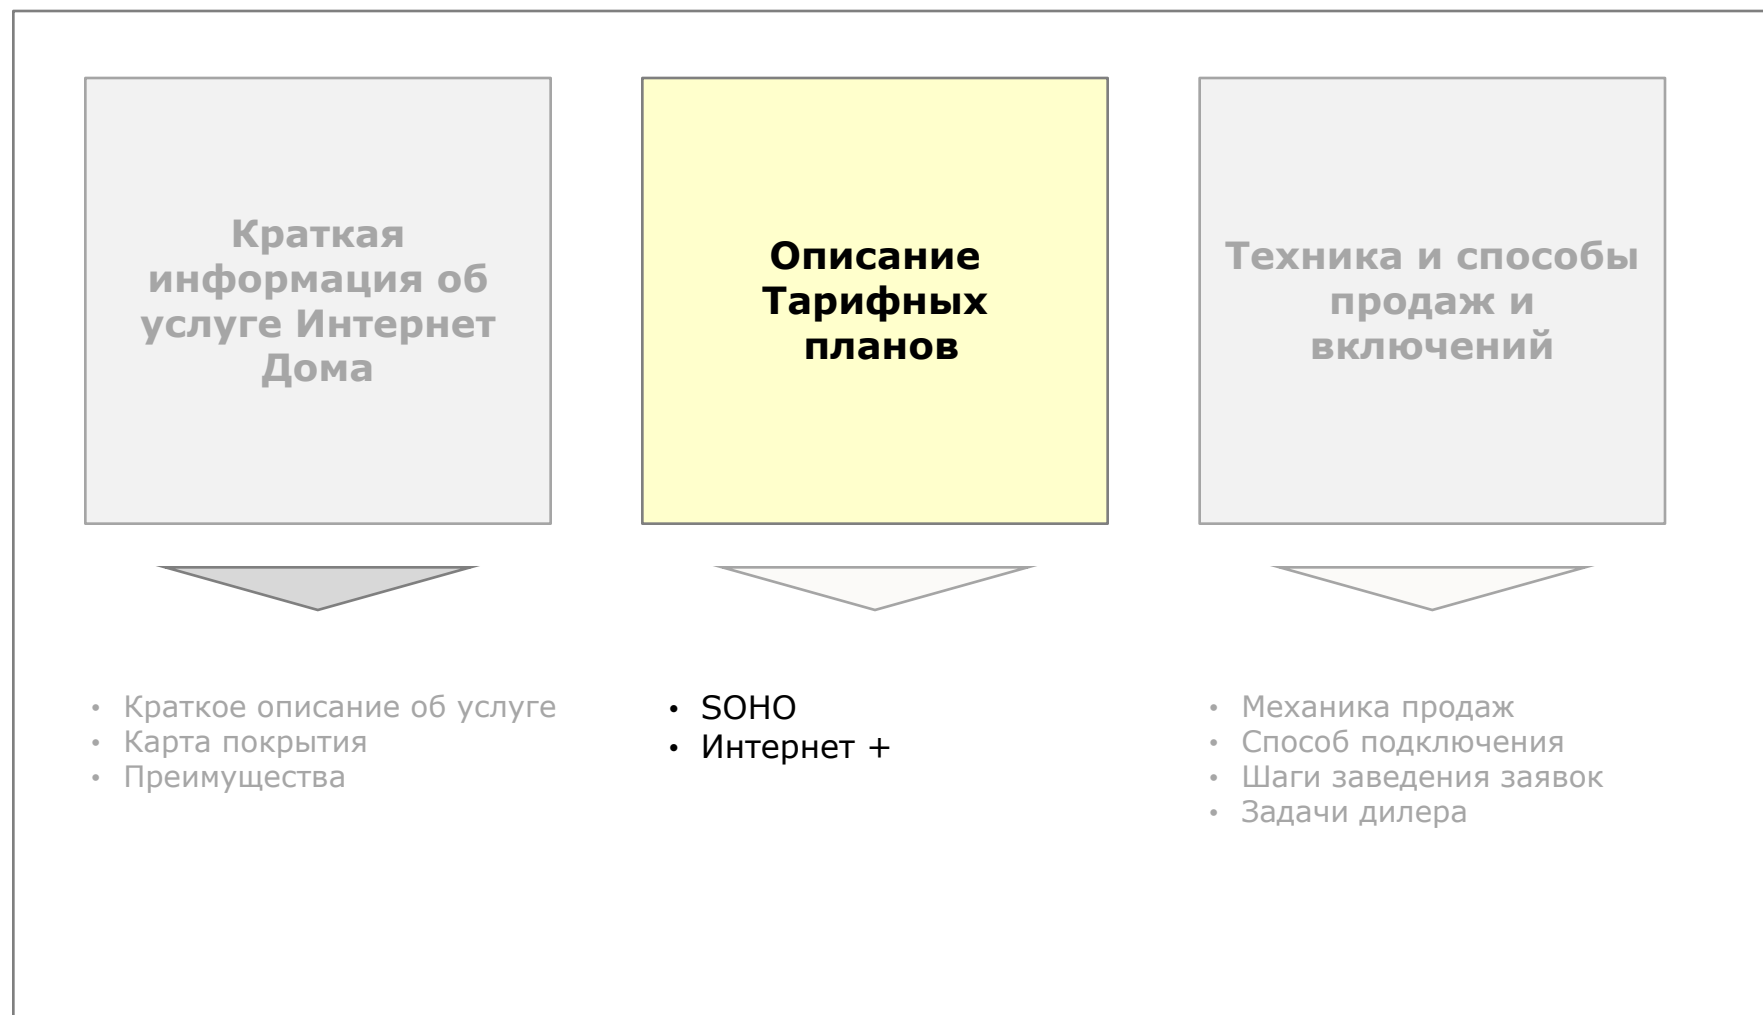 Краткая
информация об
услуге Интернет
Дома
Описание
Тарифных
планов
Техника и способы
продаж и
включений
• Краткое описание об услуге
• Карта покрытия
• Преимущества
• SOHO
• Интернет +
• Механика продаж
• Способ подключения
• Шаги заведения заявок
• Задачи дилера